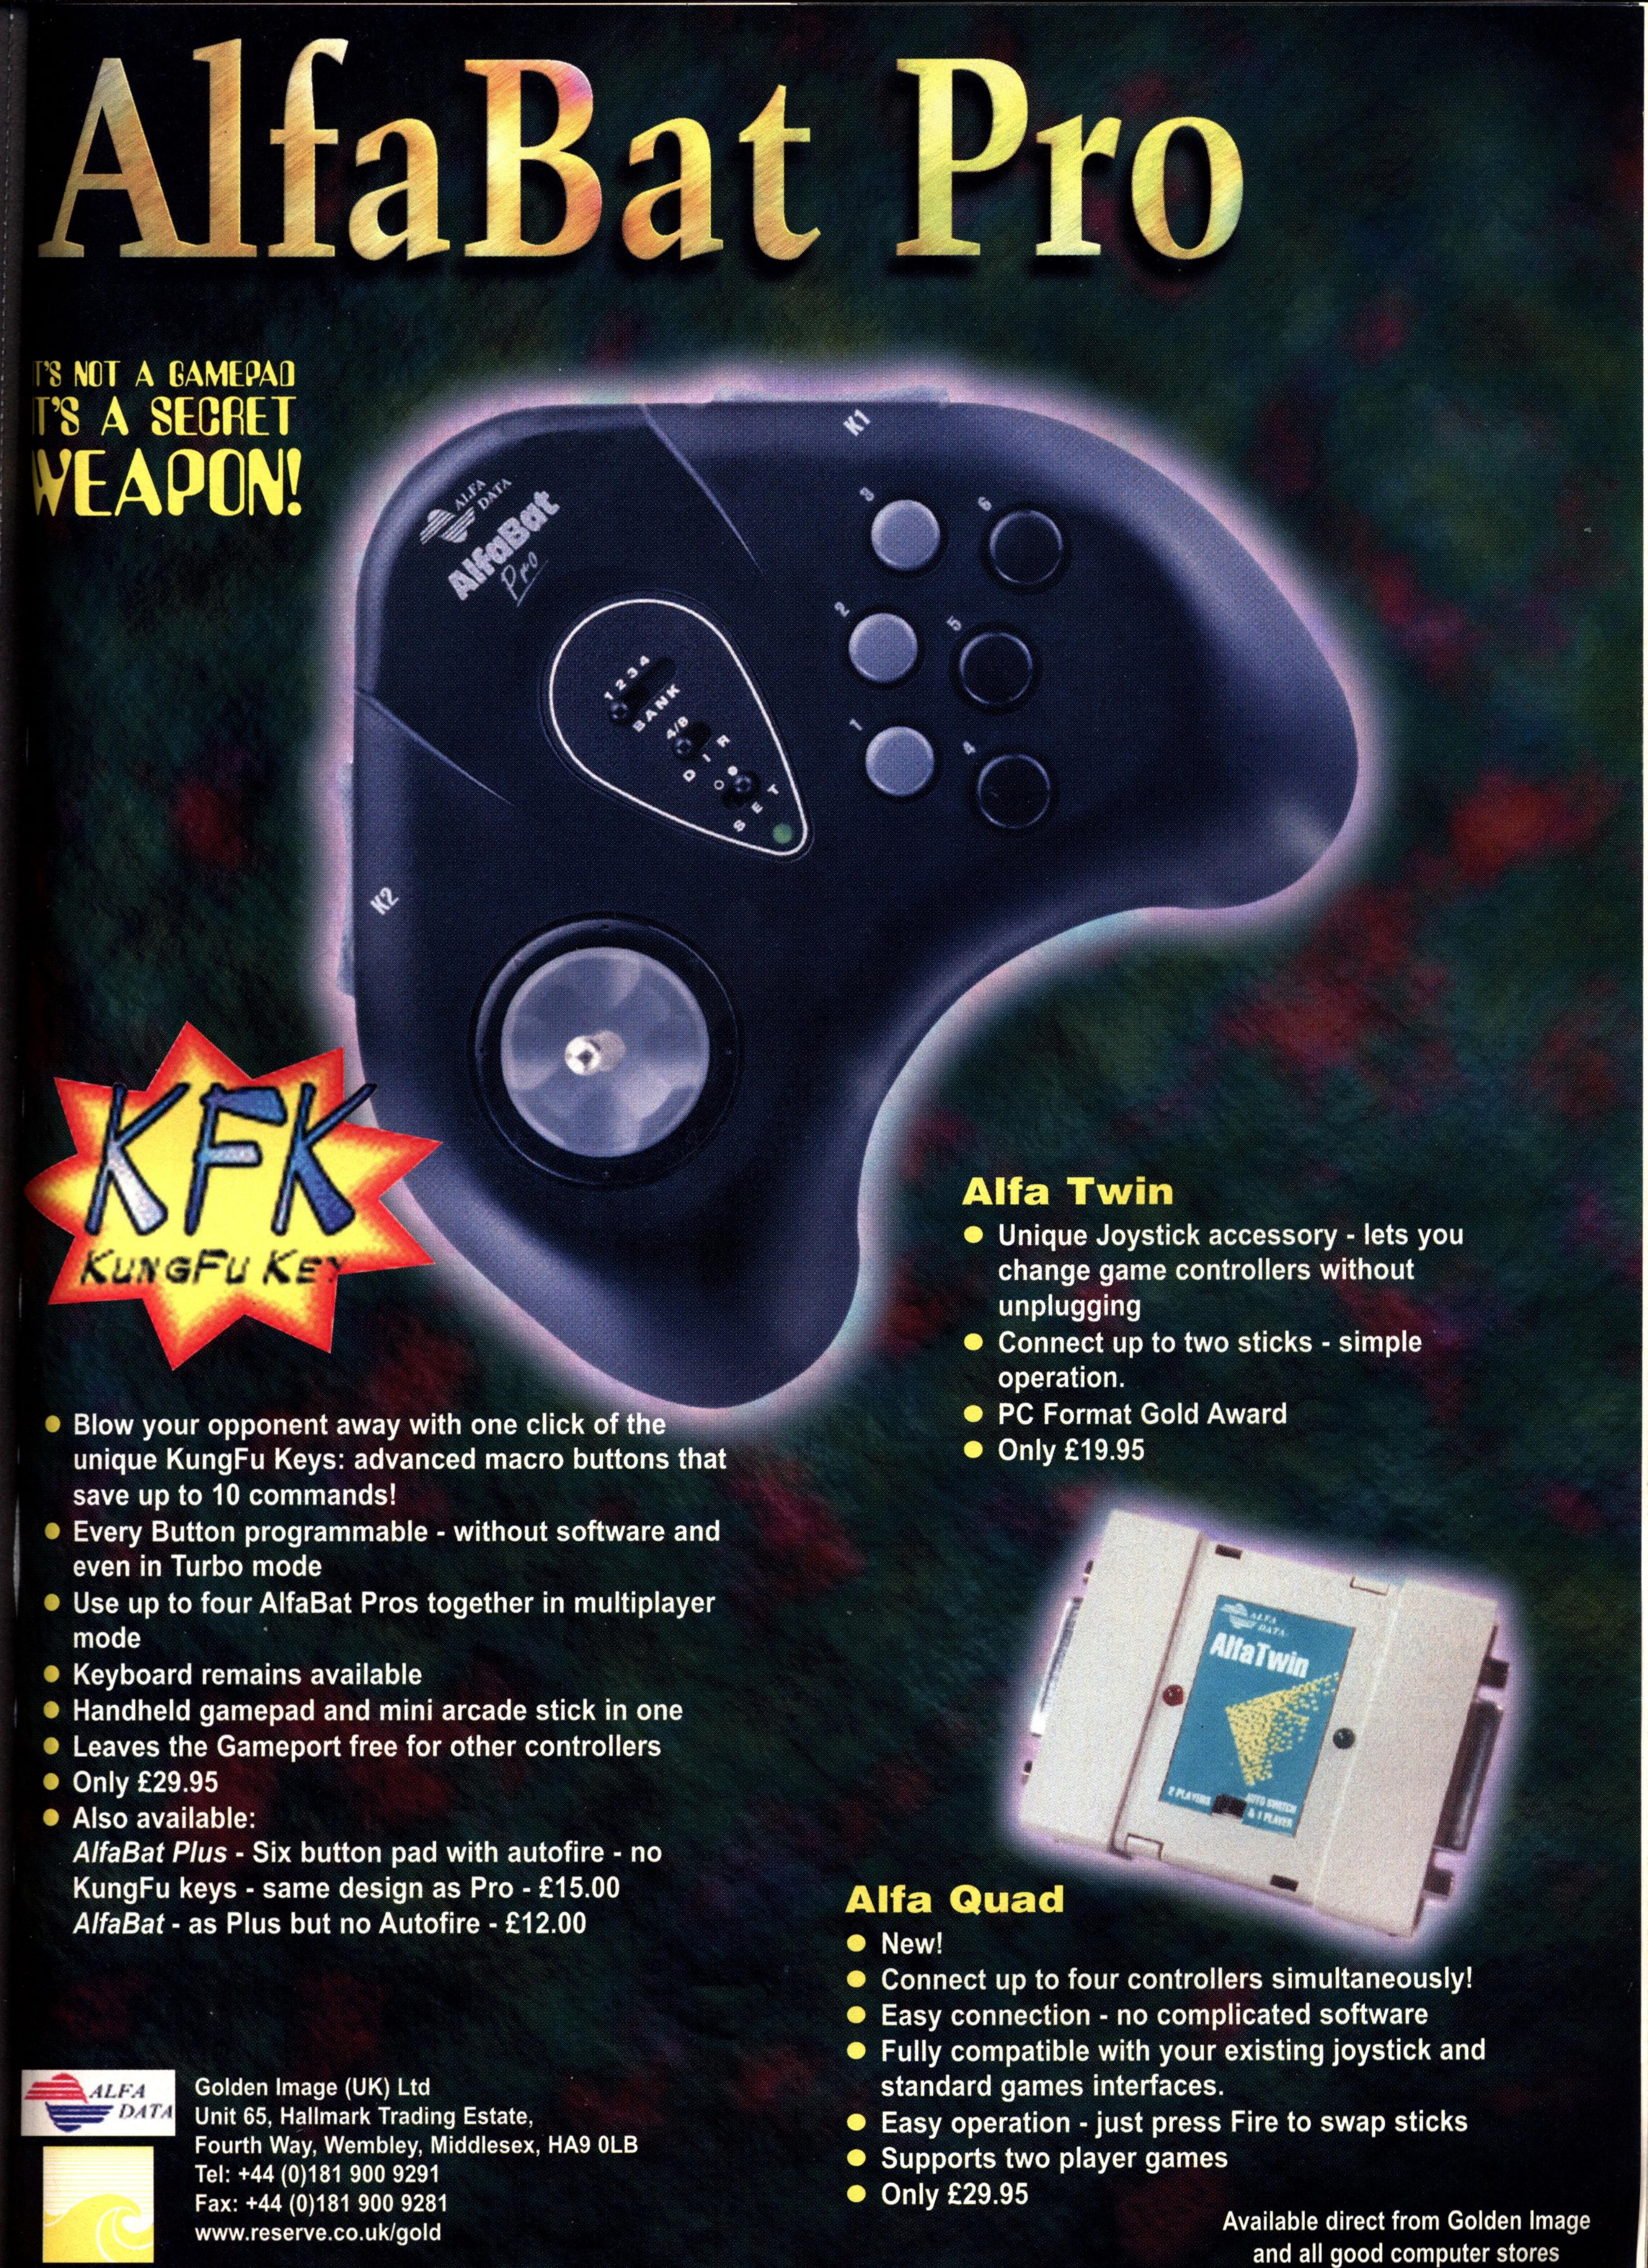 AlfaBat Pro
IT'S NOT A GAMEPAD
IT'S A SECRET
WEAPON!
K1
ALFA
DATA
AlfaBat
Pro
3
6
2
5
1
4
1 2 3 4
BANK
4/8
DIR
SET
K2
KFK
KUNGFU KEY
Alfa Twin
● Unique Joystick accessory - lets you
change game controllers without
unplugging
● Connect up to two sticks - simple
operation.
● PC Format Gold Award
● Only £19.95
● Blow your opponent away with one click of the
unique KungFu Keys: advanced macro buttons that
save up to 10 commands!
● Every Button programmable - without software and
even in Turbo mode
● Use up to four AlfaBat Pros together in multiplayer
mode
● Keyboard remains available
● Handheld gamepad and mini arcade stick in one
● Leaves the Gameport free for other controllers
● Only £29.95
● Also available:
AlfaBat Plus - Six button pad with autofire - no
KungFu keys - same design as Pro - £15.00
AlfaBat - as Plus but no Autofire - £12.00
ALFA
DATA
AlfaTwin
2 PLAYERS
AUTO SWITCH
& 1 PLAYER
Alfa Quad
● New!
● Connect up to four controllers simultaneously!
● Easy connection - no complicated software
● Fully compatible with your existing joystick and
standard games interfaces.
● Easy operation - just press Fire to swap sticks
● Supports two player games
● Only £29.95
ALFA
DATA
Golden Image (UK) Ltd
Unit 65, Hallmark Trading Estate,
Fourth Way, Wembley, Middlesex, HA9 0LB
Tel: +44 (0)181 900 9291
Fax: +44 (0)181 900 9281
www.reserve.co.uk/gold
Available direct from Golden Image
and all good computer stores